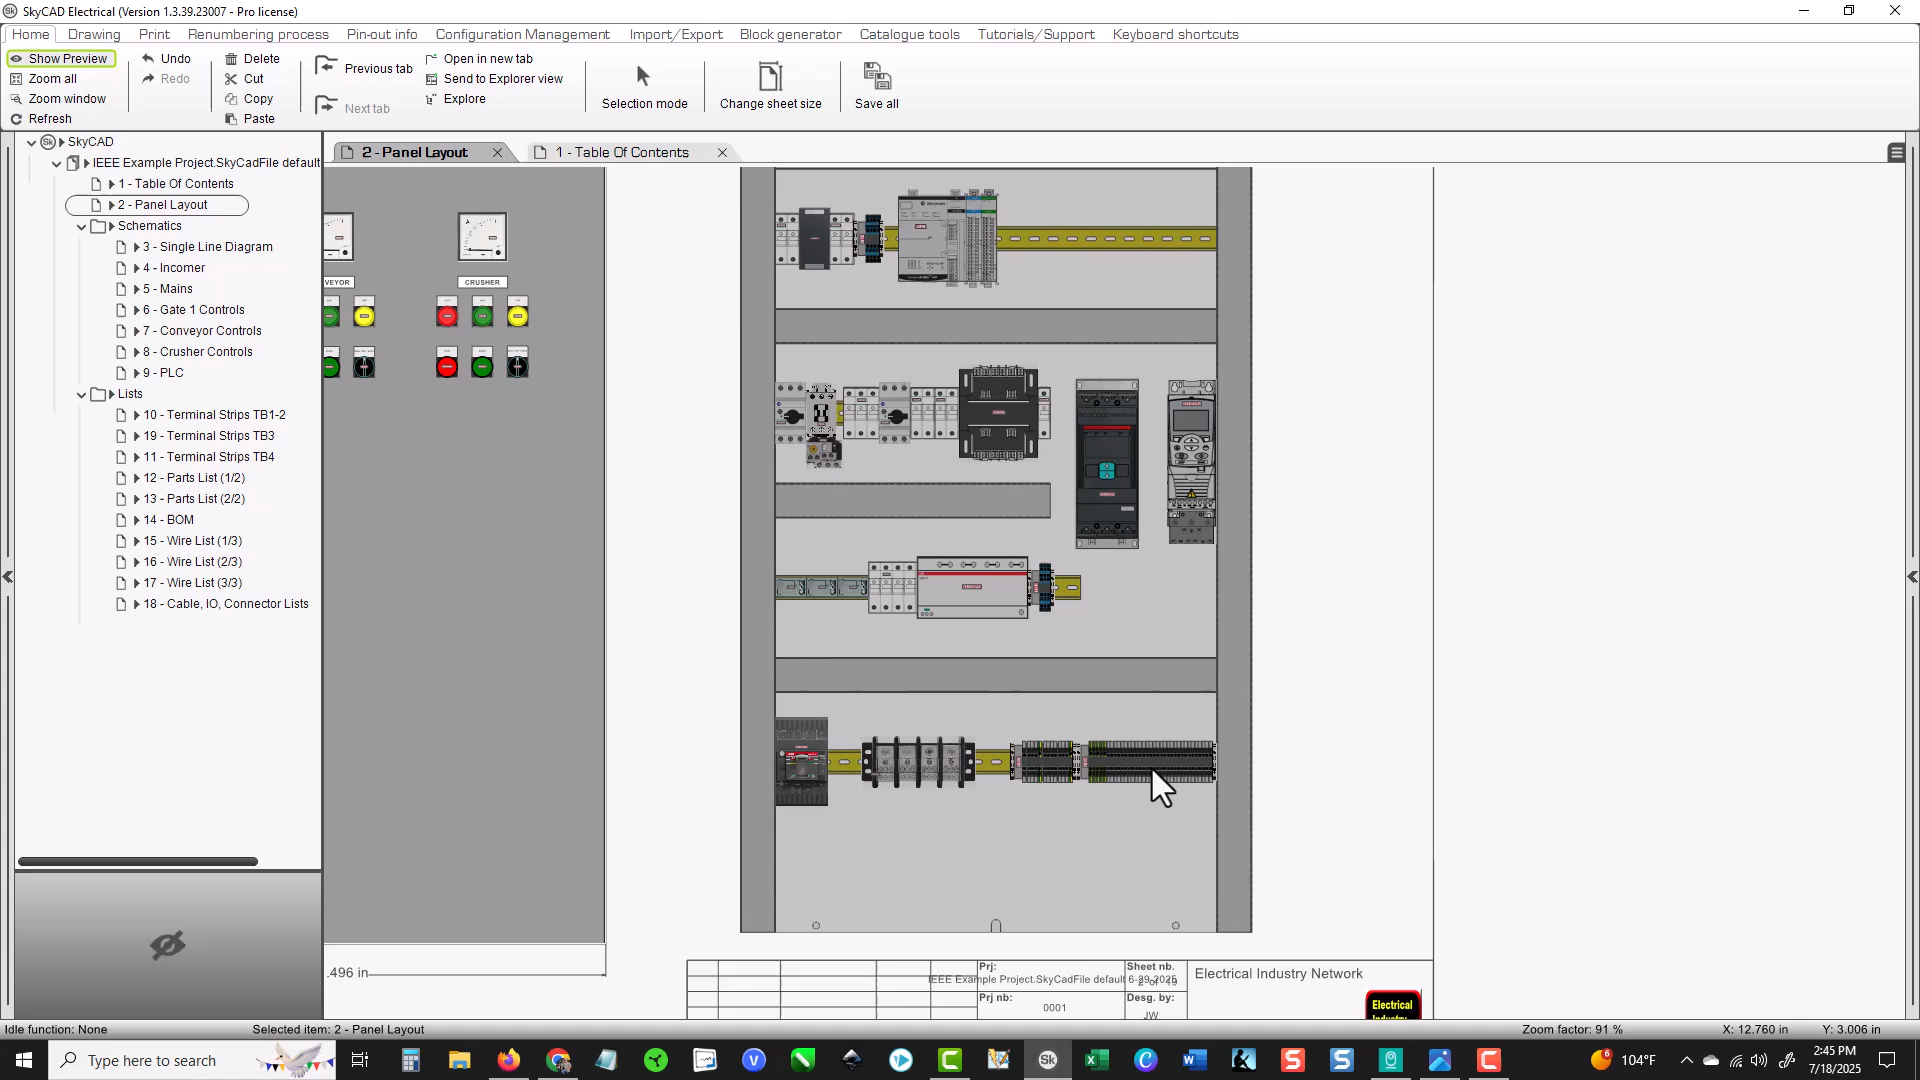 SkyCAD Electrical (Version 1.3.39.23007 - Pro license)
Home Drawing Print Renumbering process Pin-out info Configuration Management Import/Export Block generator Catalogue tools Tutorials/Support Keyboard shortcuts
Show Preview
Zoom all
Zoom window
Refresh
Undo
Redo
Delete
Cut
Copy
Paste
Previous tab
Next tab
Open in new tab
Send to Explorer view
Explore
Selection mode
Change sheet size
Save all
SkyCAD
IEEE Example Project.SkyCadFile default
1 - Table Of Contents
2 - Panel Layout
Schematics
3 - Single Line Diagram
4 - Incomer
5 - Mains
6 - Gate 1 Controls
7 - Conveyor Controls
8 - Crusher Controls
9 - PLC
Lists
10 - Terminal Strips TB1-2
19 - Terminal Strips TB3
11 - Terminal Strips TB4
12 - Parts List (1/2)
13 - Parts List (2/2)
14 - BOM
15 - Wire List (1/3)
16 - Wire List (2/3)
17 - Wire List (3/3)
18 - Cable, IO, Connector Lists
2 - Panel Layout
1 - Table Of Contents
VEYOR
CRUSHER
.496 in
Prj:
IEEE Example Project.SkyCadFile default 6-29-2025
Sheet nb.
2 of 19
Prj nb:
0001
Desg. by:
JW
Electrical Industry Network
Electrical
Industry
Idle function: None
Selected item: 2 - Panel Layout
Zoom factor: 91 %
X: 12.760 in
Y: 3.006 in
Type here to search
104°F
2:45 PM
7/18/2025